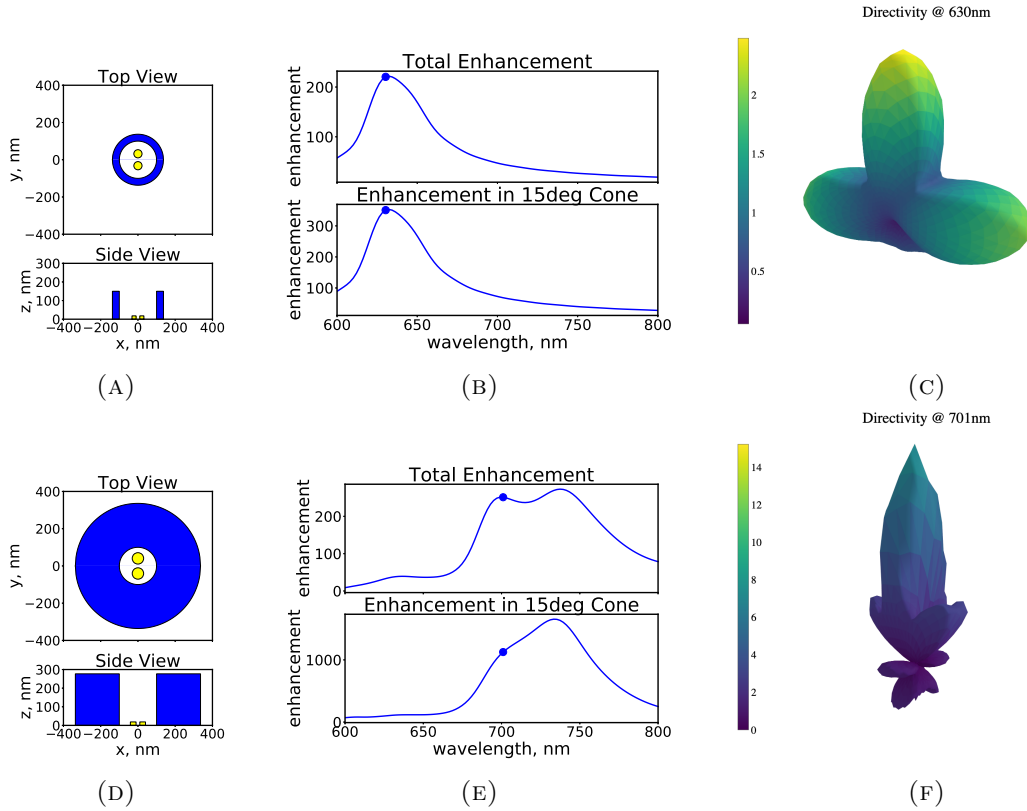 Directivity @ 630nm
Top View
400
200
0
−200
−400
y, nm
Side View
300
200
100
0
z, nm
−400 −200 0 200 400
x, nm
(A)
Total Enhancement
200
100
enhancement
Enhancement in 15deg Cone
300
200
100
enhancement
600 650 700 750 800
wavelength, nm
(B)
2
1.5
1
0.5
(C)
Directivity @ 701nm
Top View
400
200
0
−200
−400
y, nm
Side View
300
200
100
0
z, nm
−400 −200 0 200 400
x, nm
(D)
Total Enhancement
200
100
0
enhancement
Enhancement in 15deg Cone
1000
0
enhancement
600 650 700 750 800
wavelength, nm
(E)
14
12
10
8
6
4
2
0
(F)